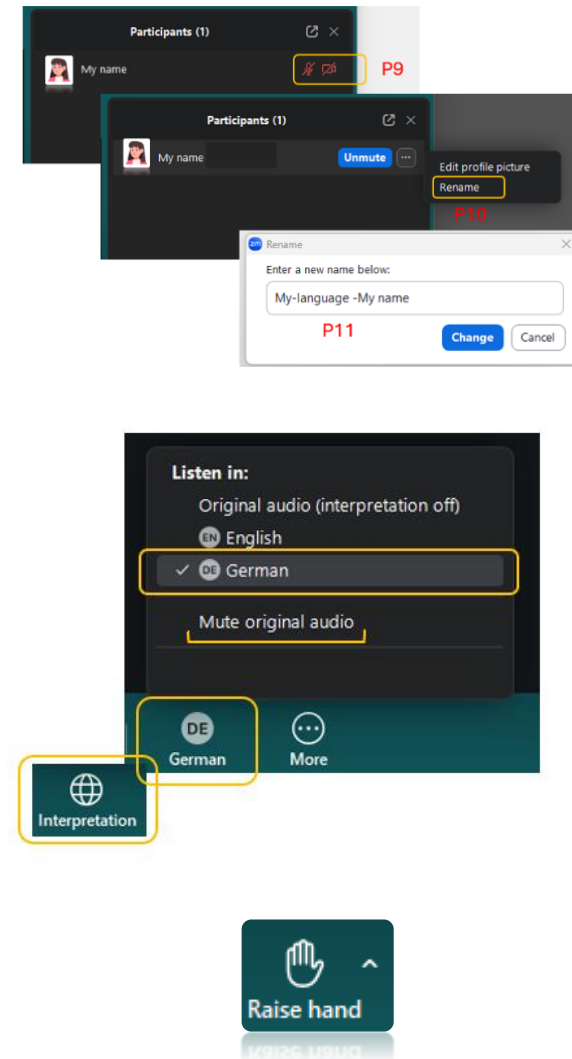 Participants (1)
My name
P9
Participants (1)
My name
Unmute
Edit profile picture
Rename
P10
zm Rename
Enter a new name below:
My-language -My name
P11
Change
Cancel
Listen in:
Original audio (interpretation off)
EN English
DE German
Mute original audio
DE
German
More
Interpretation
Raise hand